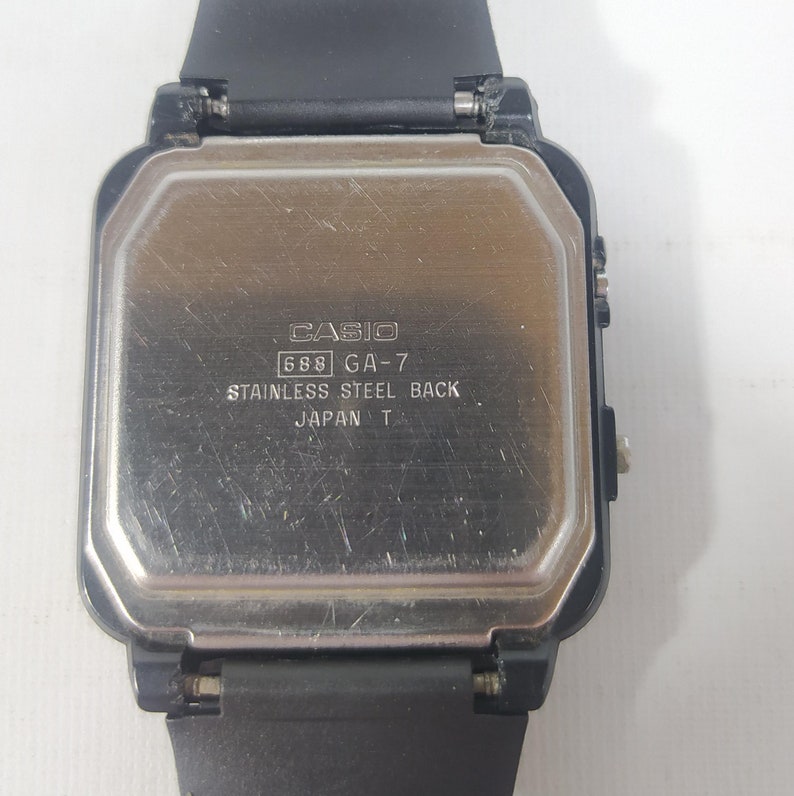 CASIO
688 GA-7
STAINLESS STEEL BACK
JAPAN T